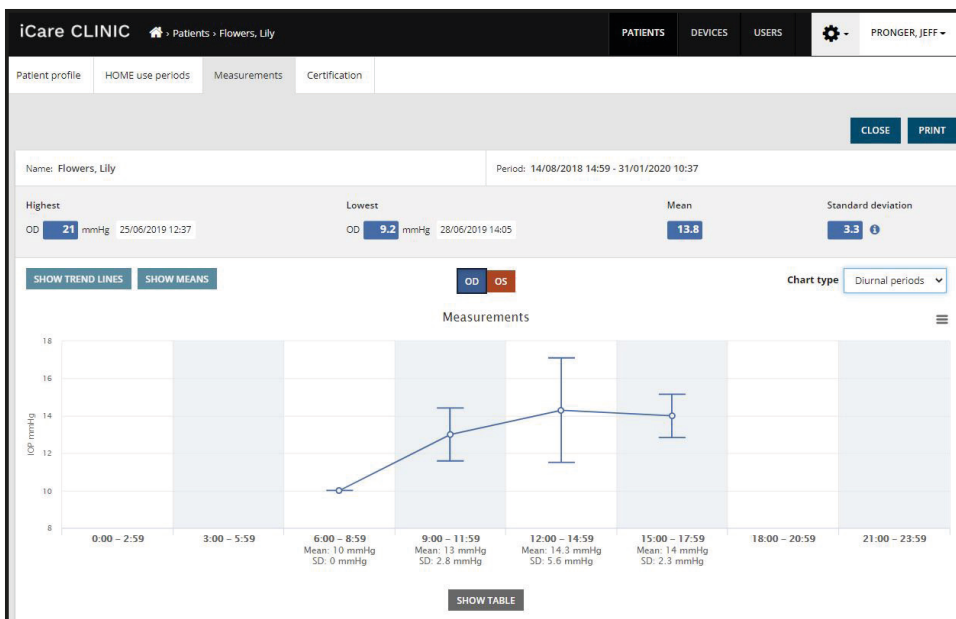 iCare CLINIC › Patients › Flowers, Lily PATIENTS DEVICES USERS PRONGER, JEFF
Patient profile HOME use periods Measurements Certification
CLOSE PRINT
Name: Flowers, Lily Period: 14/08/2018 14:59 - 31/01/2020 10:37
Highest Lowest Mean Standard deviation
OD 21 mmHg 25/06/2019 12:37 OD 9.2 mmHg 28/06/2019 14:05 13.8 3.3
SHOW TREND LINES SHOW MEANS OD OS Chart type Diurnal periods
Measurements
18
16
14
12
10
8
IOP mmHg
0:00 – 2:59 3:00 – 5:59 6:00 – 8:59 9:00 – 11:59 12:00 – 14:59 15:00 – 17:59 18:00 – 20:59 21:00 – 23:59
Mean: 10 mmHg Mean: 13 mmHg Mean: 14.3 mmHg Mean: 14 mmHg
SD: 0 mmHg SD: 2.8 mmHg SD: 5.6 mmHg SD: 2.3 mmHg
SHOW TABLE